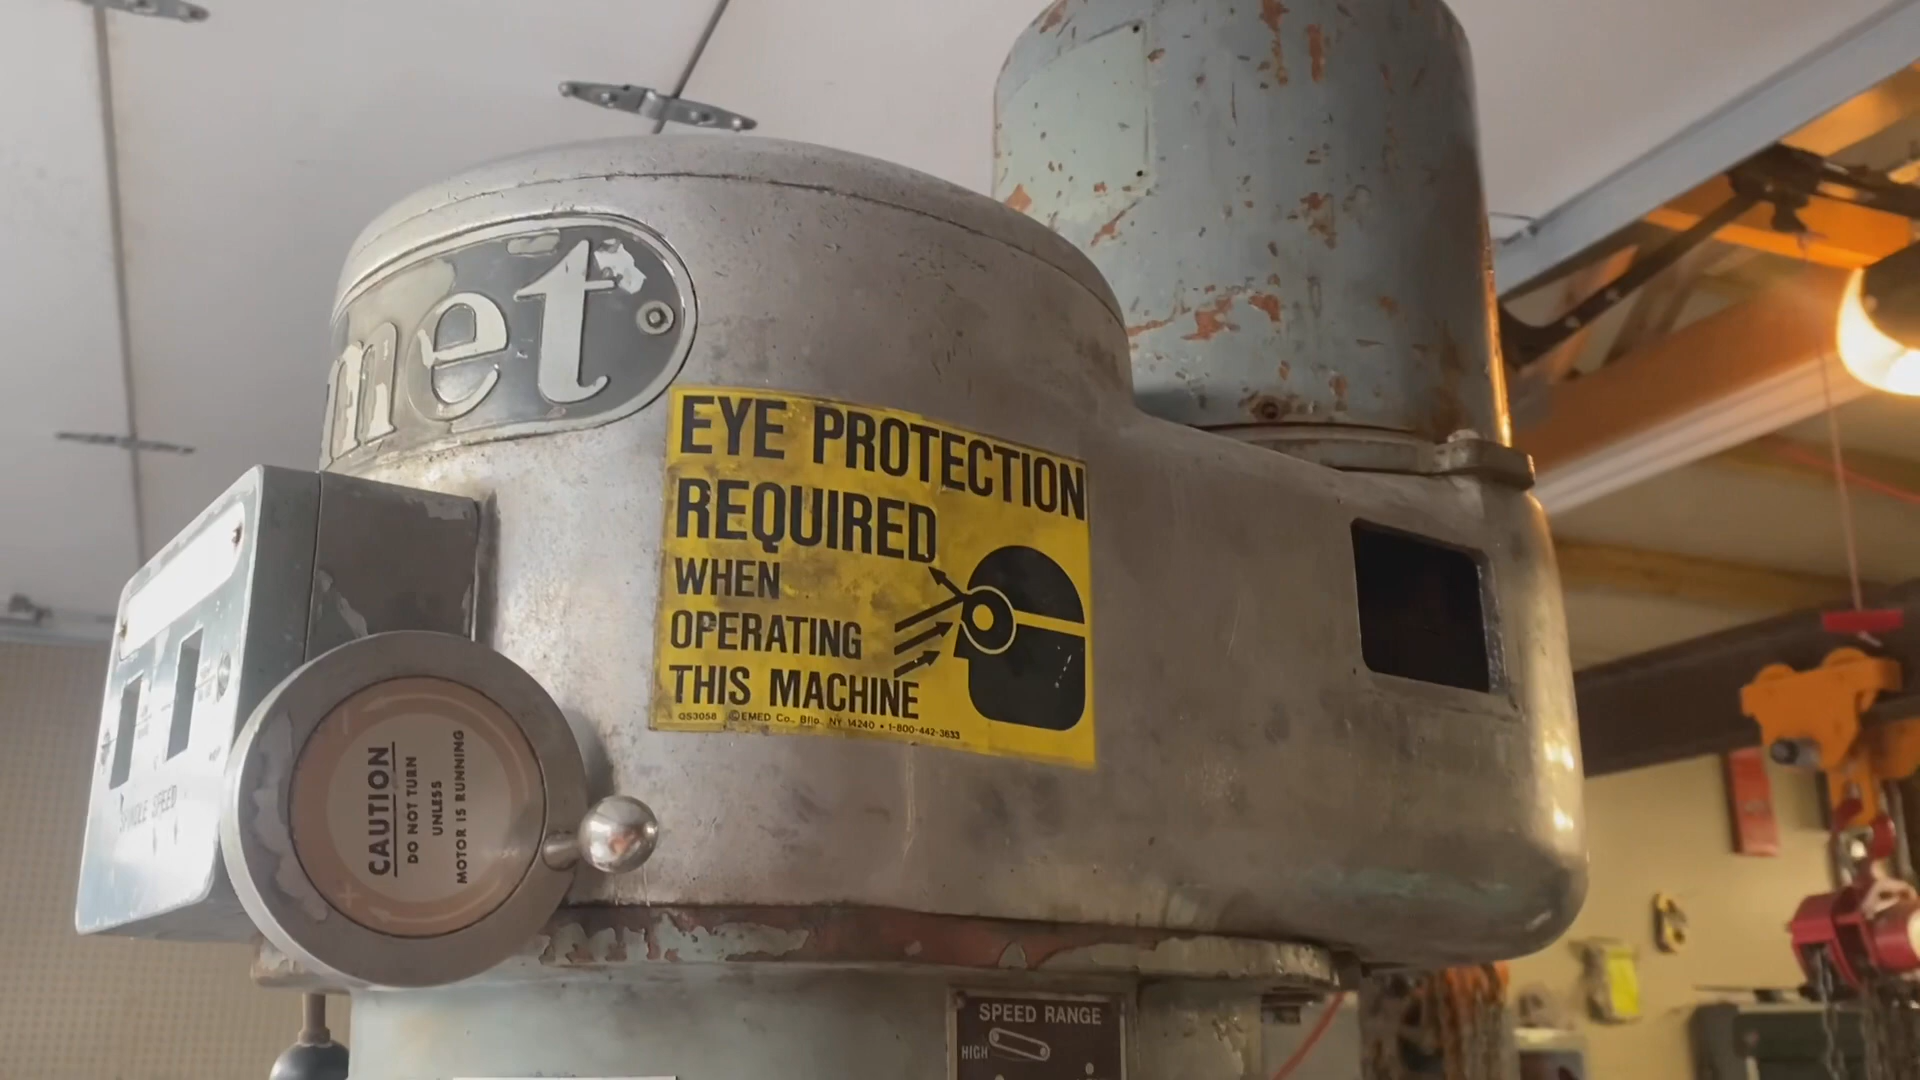 met
EYE PROTECTION
REQUIRED
WHEN
OPERATING
THIS MACHINE
QS3058 ©EMED Co., Bflo., NY 14240 • 1-800-442-3633
CAUTION
DO NOT TURN
UNLESS
MOTOR IS RUNNING
SPINDLE SPEED
SPEED RANGE
HIGH